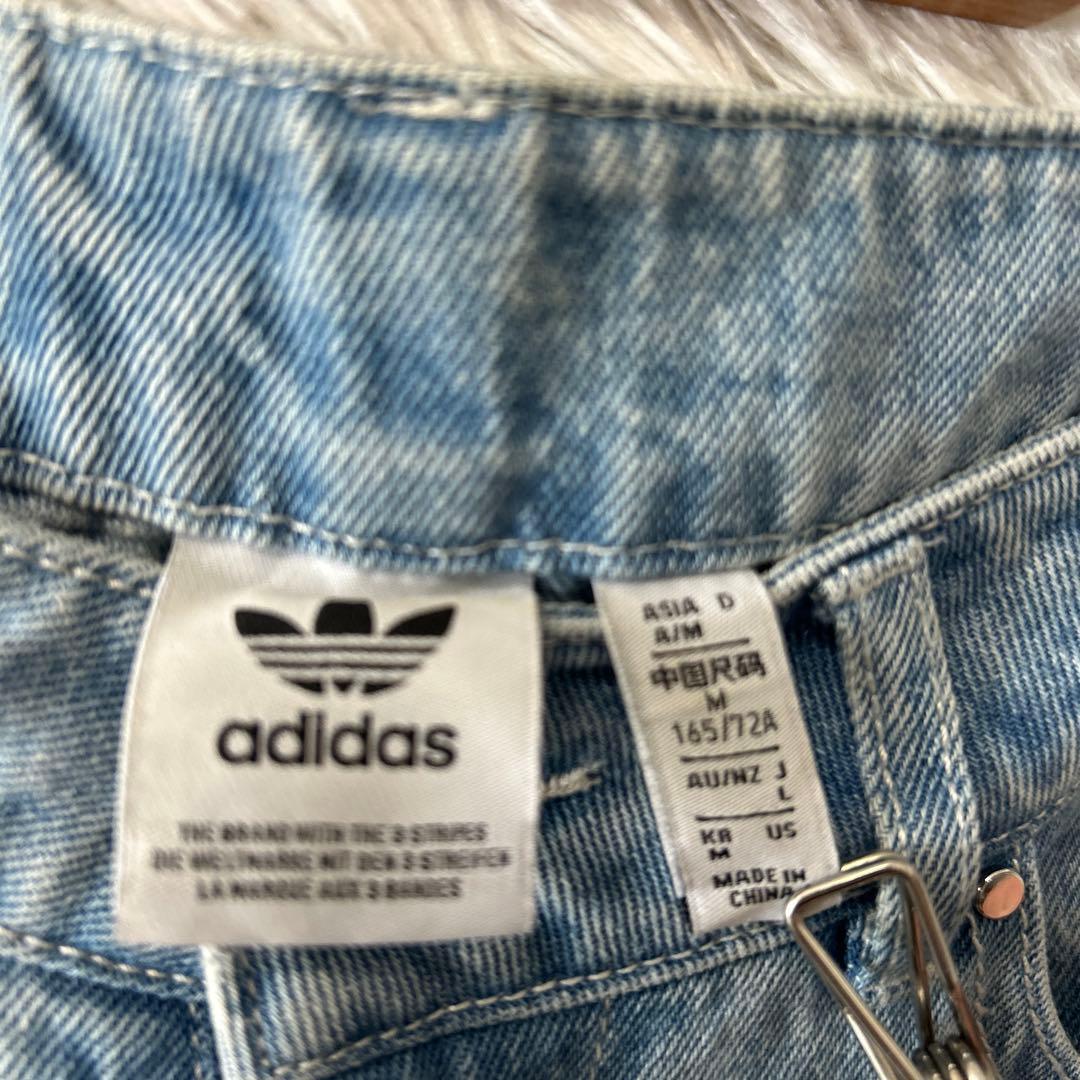 adidas
THE BRAND WITH THE 3 STRIPES
DIE WELTMARKE MIT DEN 3 STREIFEN
LA MARQUE AUX 3 BANDES
ASIA D
A/M
中国尺码
M
165/72A
AU/NZ J
L
KR US
M
MADE IN
CHINA